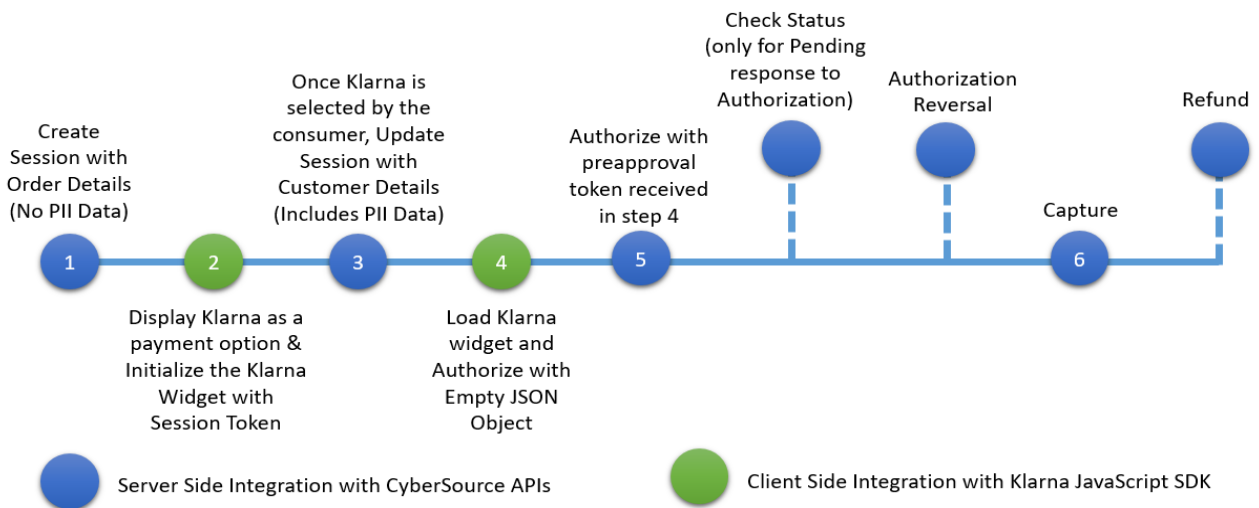 Create
Session with
Order Details
(No PII Data)
1
2
Display Klarna as a
payment option &
Initialize the Klarna
Widget with
Session Token
Once Klarna is
selected by the
consumer, Update
Session with
Customer Details
(Includes PII Data)
3
4
Load Klarna
widget and
Authorize with
Empty JSON
Object
Authorize with
preapproval
token received
in step 4
5
Check Status
(only for Pending
response to
Authorization)
Authorization
Reversal
Capture
6
Refund
Server Side Integration with CyberSource APIs
Client Side Integration with Klarna JavaScript SDK